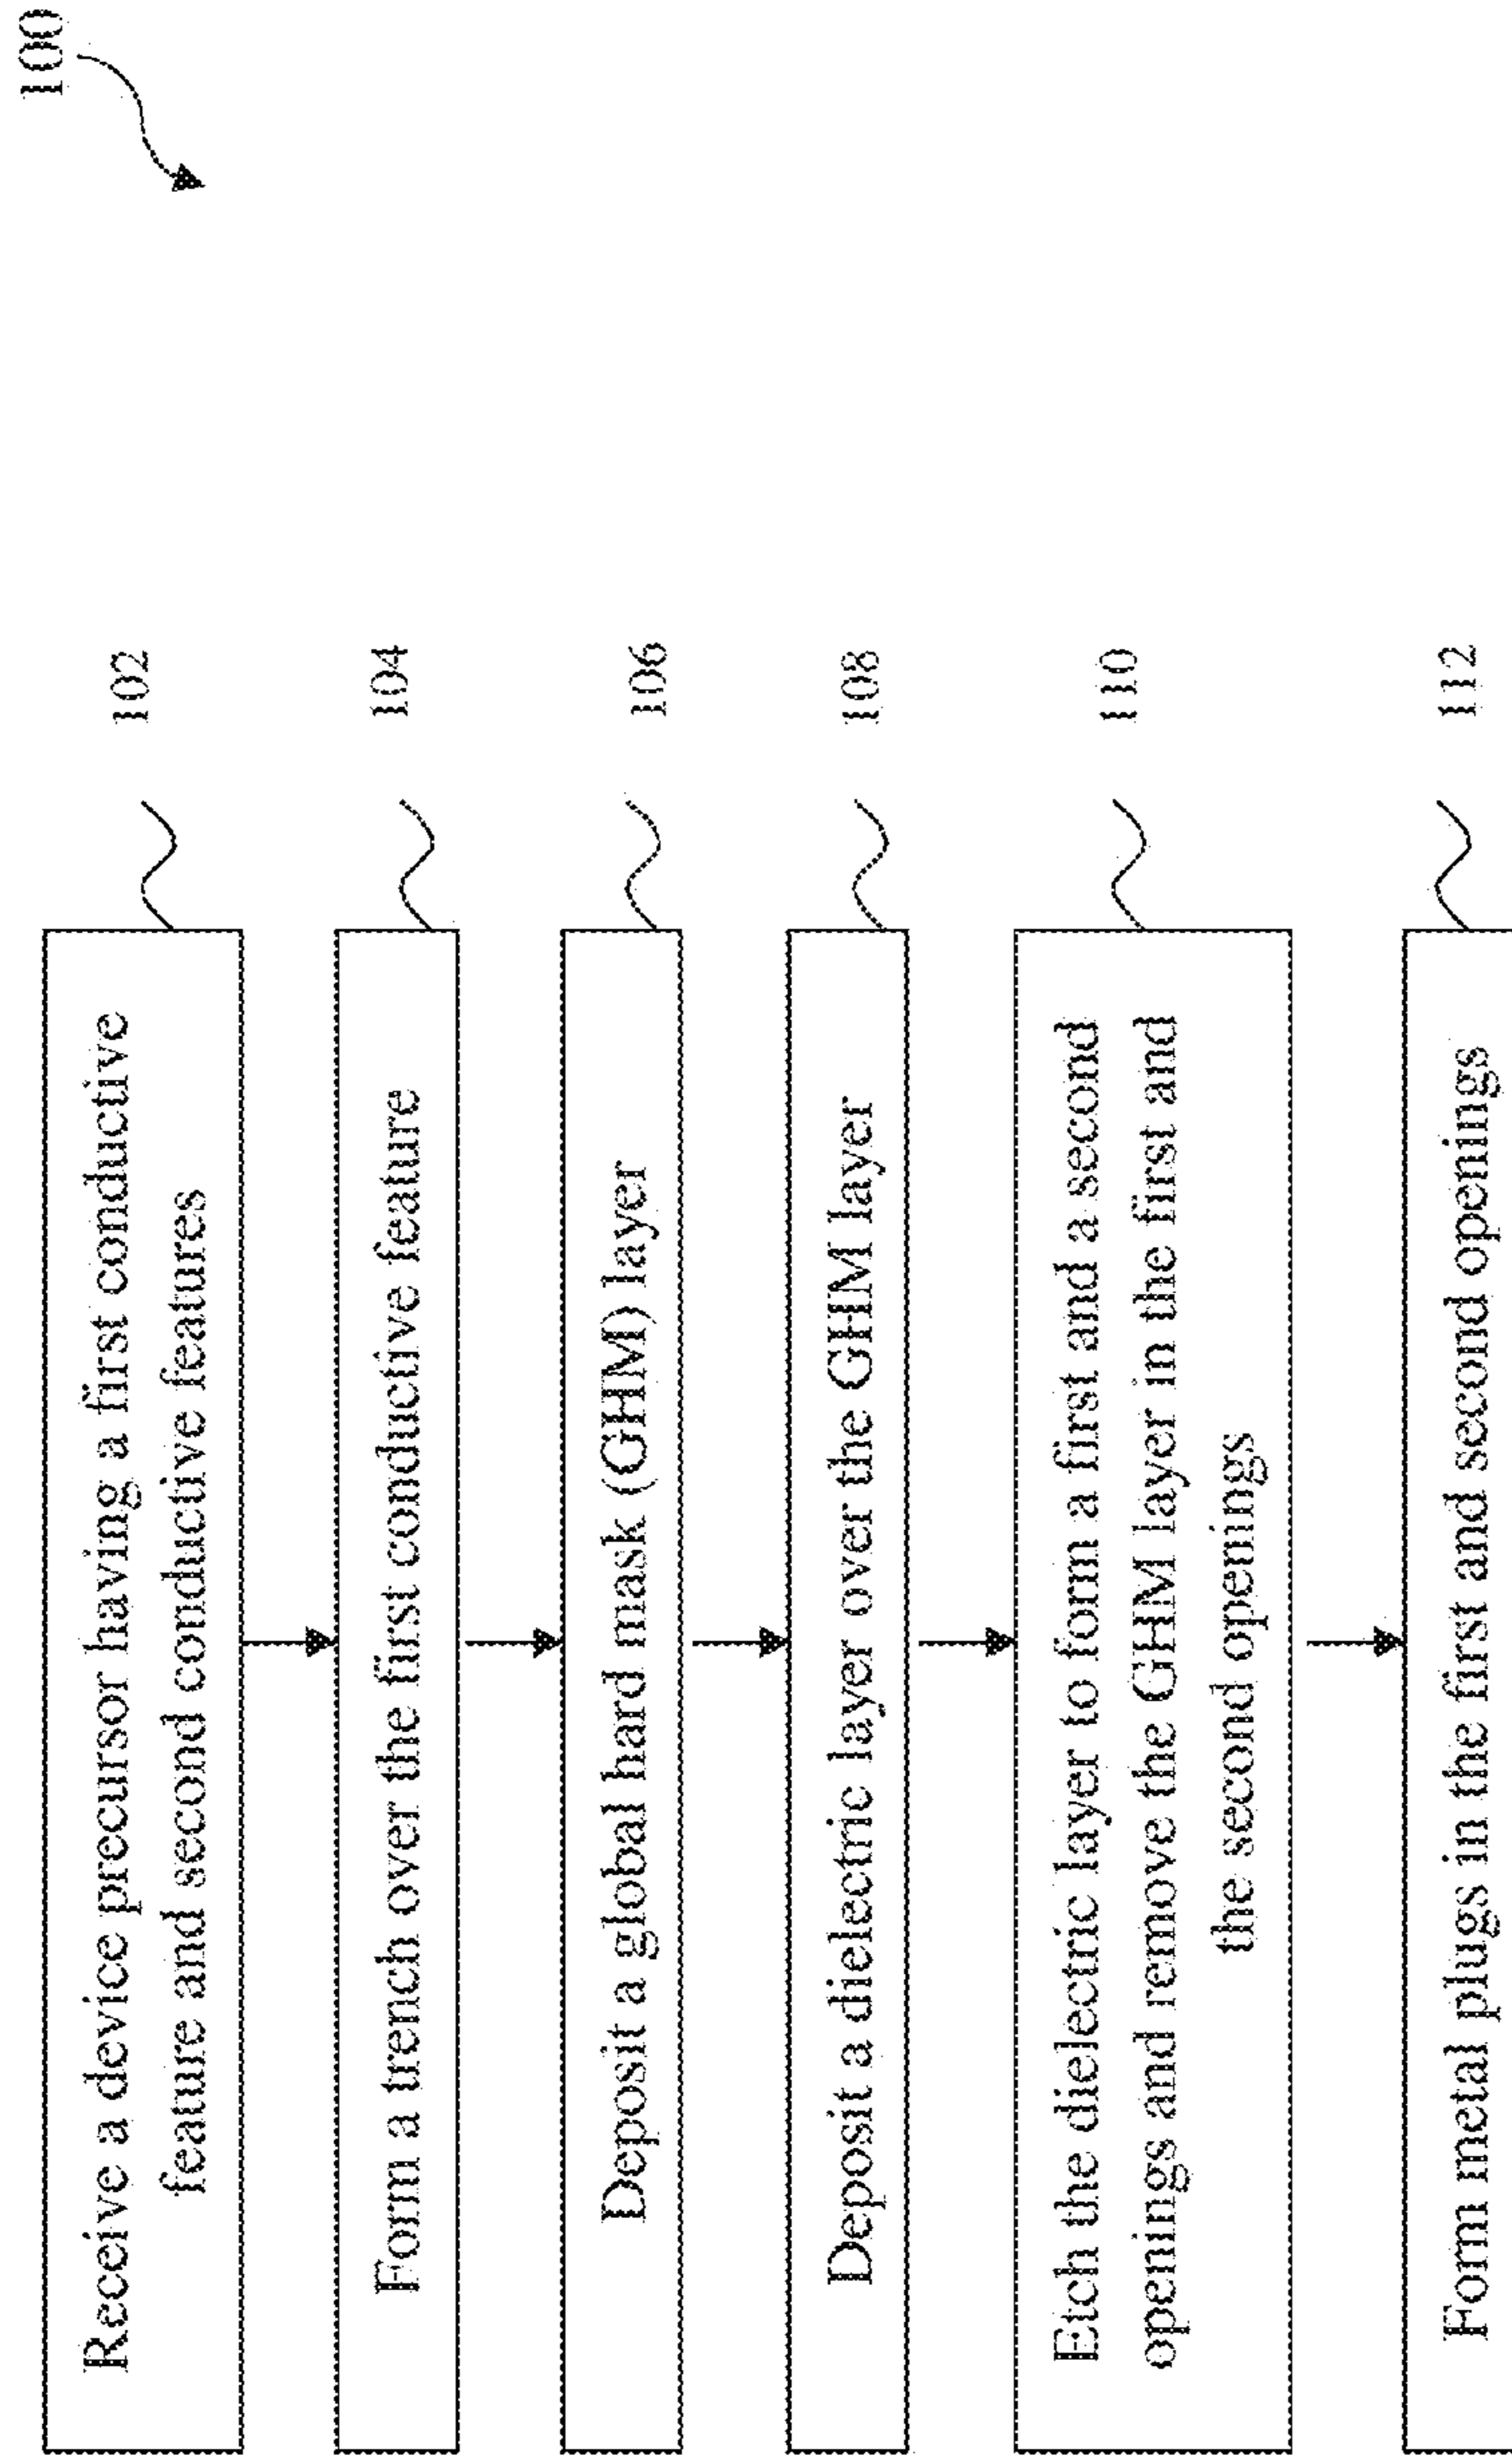 100
Receive a device precursor having a first conductive
feature and second conductive features
102
Form a trench over the first conductive feature
104
Deposit a global hard mask (GHM) layer
106
Deposit a dielectric layer over the GHM layer
108
Etch the dielectric layer to form a first and a second
openings and remove the GHM layer in the first and
the second openings
110
Form metal plugs in the first and second openings
112